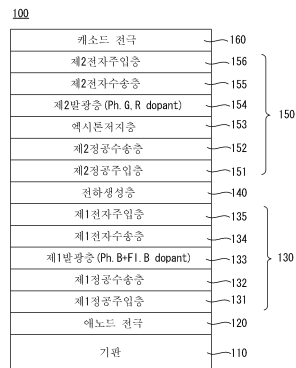 100
캐소드 전극 160
제2전자주입층 156
제2전자수송층 155
제2발광층(Ph.G,R dopant) 154
엑시톤저지층 153
제2정공수송층 152
제2정공주입층 151
150
전하생성층 140
제1전자주입층 135
제1전자수송층 134
제1발광층(Ph.B+Fl.B dopant) 133
제1정공수송층 132
제1정공주입층 131
130
애노드 전극 120
기판 110